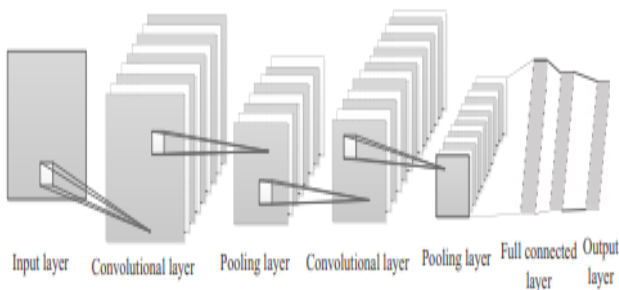 Input layer
Convolutional layer
Pooling layer
Convolutional layer
Pooling layer
Full connected
layer
Output
layer